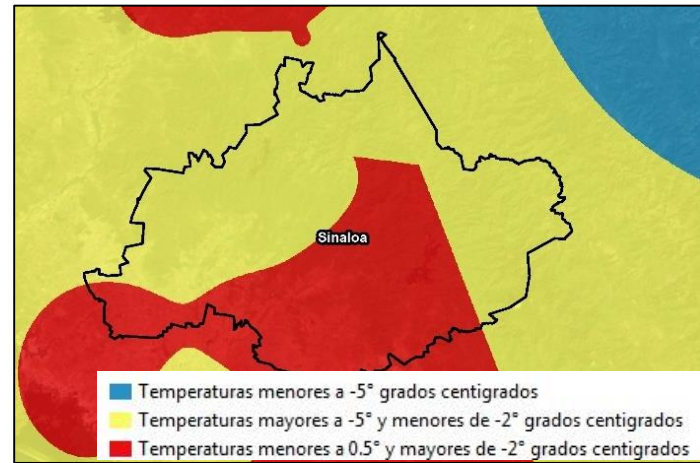 Sinaloa
Temperaturas menores a -5° grados centigrados
Temperaturas mayores a -5° y menores de -2° grados centigrados
Temperaturas menores a 0.5° y mayores de -2° grados centigrados